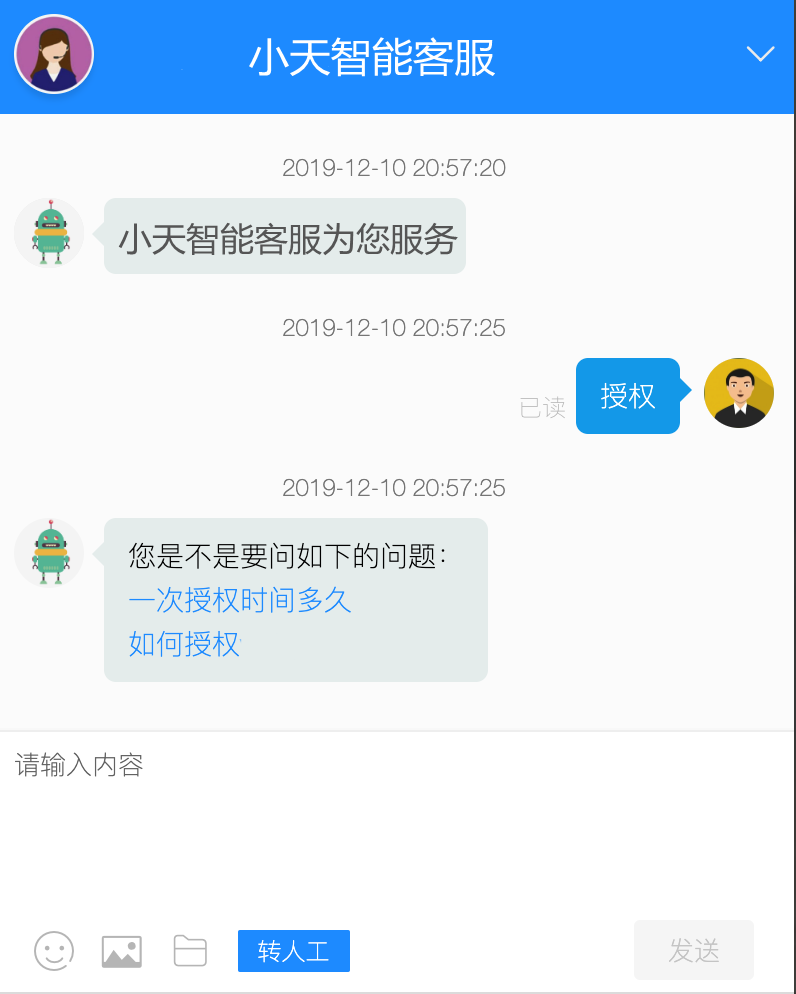 小天智能客服
2019-12-10 20:57:20
小天智能客服为您服务
2019-12-10 20:57:25
已读
授权
2019-12-10 20:57:25
您是不是要问如下的问题：
一次授权时间多久
如何授权
请输入内容
转人工
发送